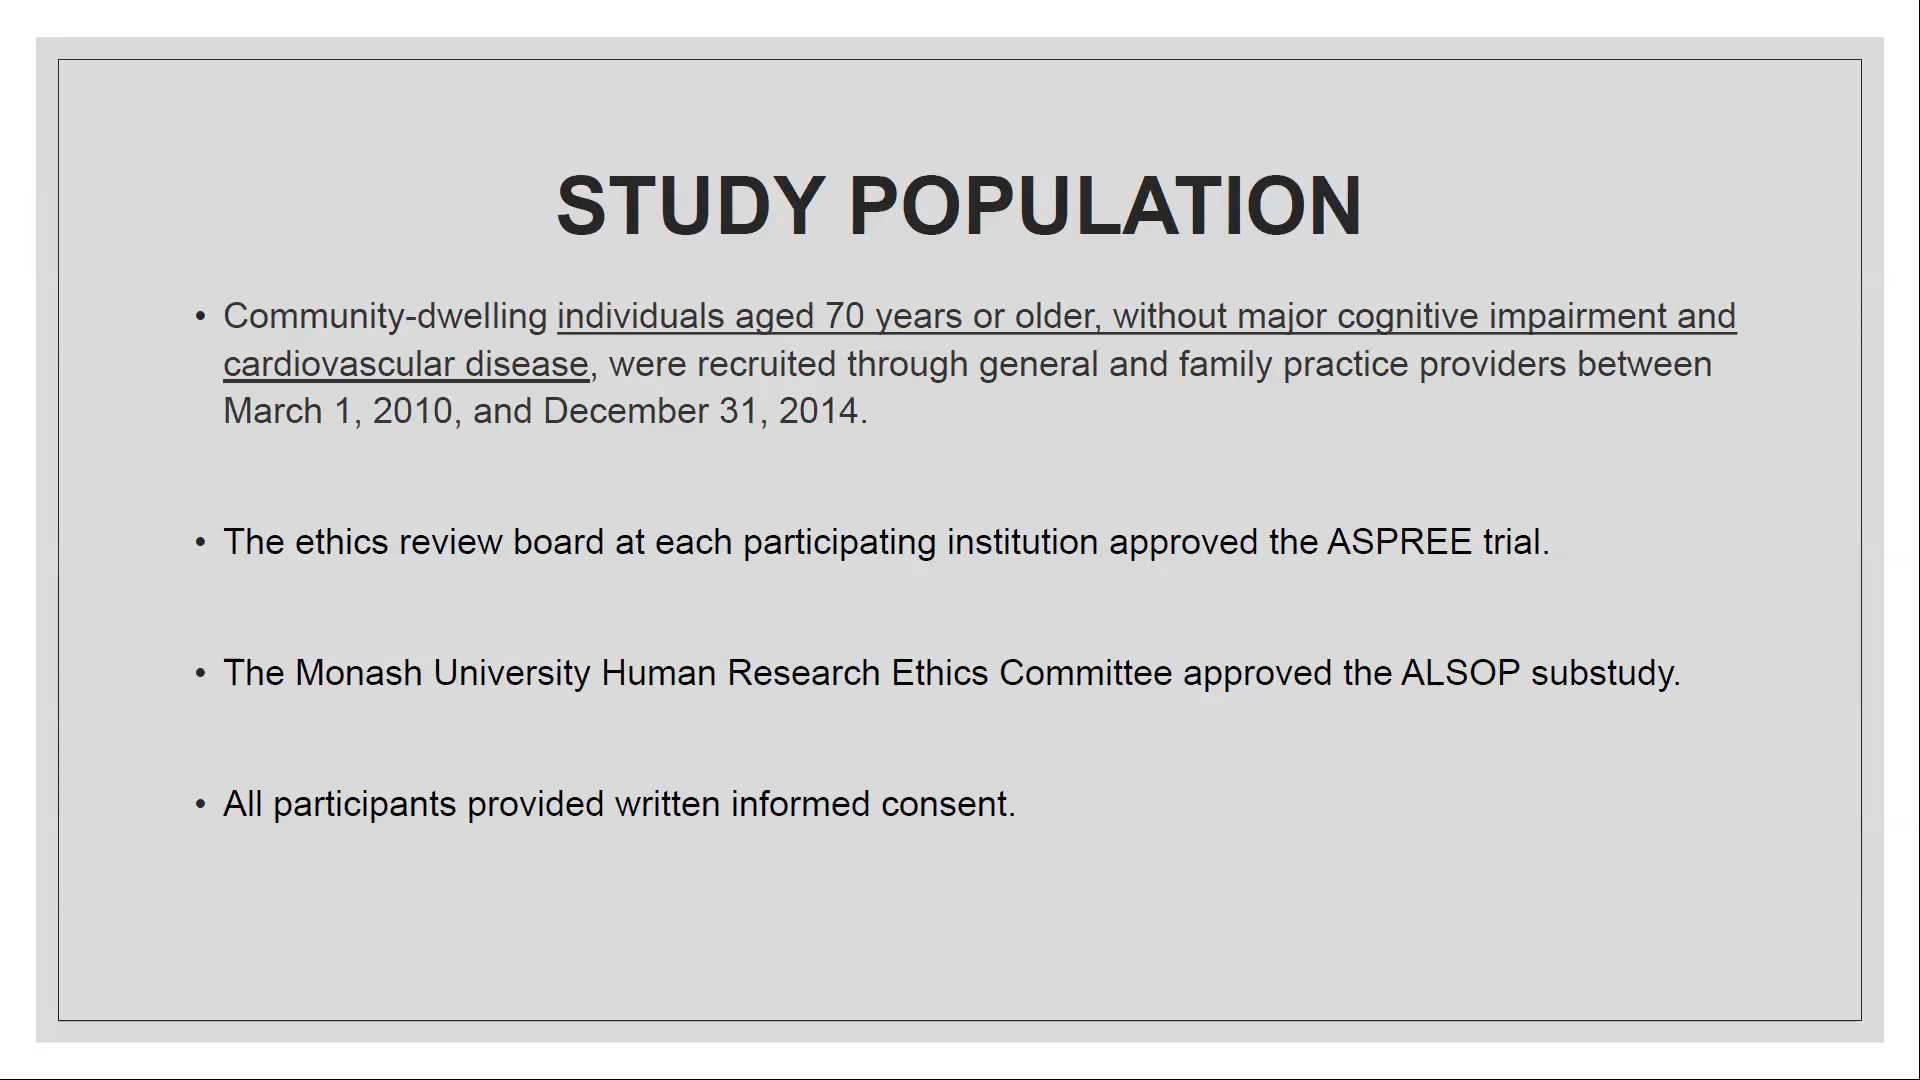 STUDY POPULATION
• Community-dwelling individuals aged 70 years or older, without major cognitive impairment and
cardiovascular disease, were recruited through general and family practice providers between
March 1, 2010, and December 31, 2014.
• The ethics review board at each participating institution approved the ASPREE trial.
• The Monash University Human Research Ethics Committee approved the ALSOP substudy.
• All participants provided written informed consent.